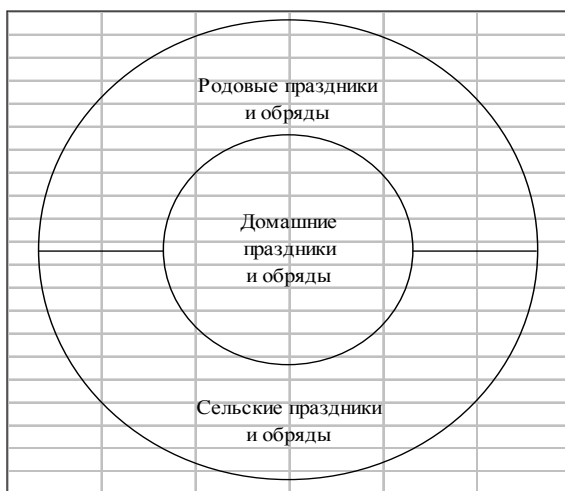 Родовые праздники
и обряды
Домашние
праздники
и обряды
Сельские праздники
и обряды